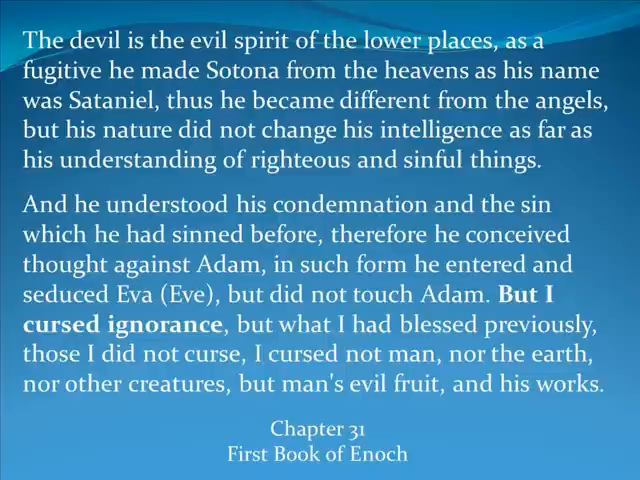 The devil is the evil spirit of the lower places, as a
fugitive he made Sotona from the heavens as his name
was Sataniel, thus he became different from the angels,
but his nature did not change his intelligence as far as
his understanding of righteous and sinful things.
And he understood his condemnation and the sin
which he had sinned before, therefore he conceived
thought against Adam, in such form he entered and
seduced Eva (Eve), but did not touch Adam. But I
cursed ignorance, but what I had blessed previously,
those I did not curse, I cursed not man, nor the earth,
nor other creatures, but man's evil fruit, and his works.
Chapter 31
First Book of Enoch